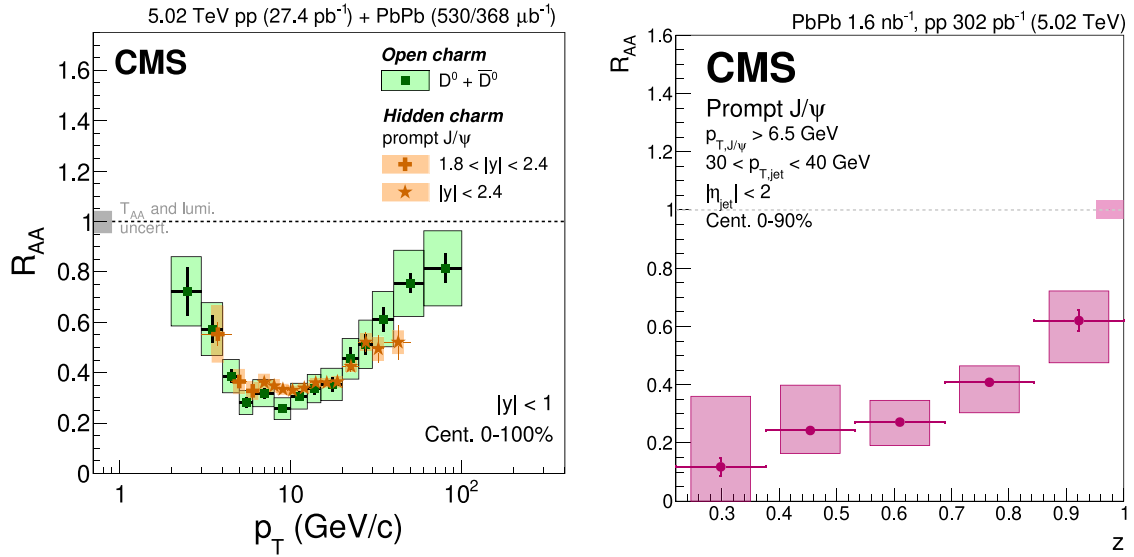 5.02 TeV pp (27.4 pb⁻¹) + PbPb (530/368 μb⁻¹)
CMS
Open charm
D⁰ + D̅⁰
Hidden charm
prompt J/ψ
1.8 < |y| < 2.4
|y| < 2.4
T_AA and lumi.
uncert.
|y| < 1
Cent. 0-100%
R_AA
1.6
1.4
1.2
1
0.8
0.6
0.4
0.2
0
1
10
10²
p_T (GeV/c)
PbPb 1.6 nb⁻¹, pp 302 pb⁻¹ (5.02 TeV)
CMS
Prompt J/ψ
p_T,J/ψ > 6.5 GeV
30 < p_T,jet < 40 GeV
|η_jet| < 2
Cent. 0-90%
R_AA
1.6
1.4
1.2
1
0.8
0.6
0.4
0.2
0
0.3
0.4
0.5
0.6
0.7
0.8
0.9
1
z